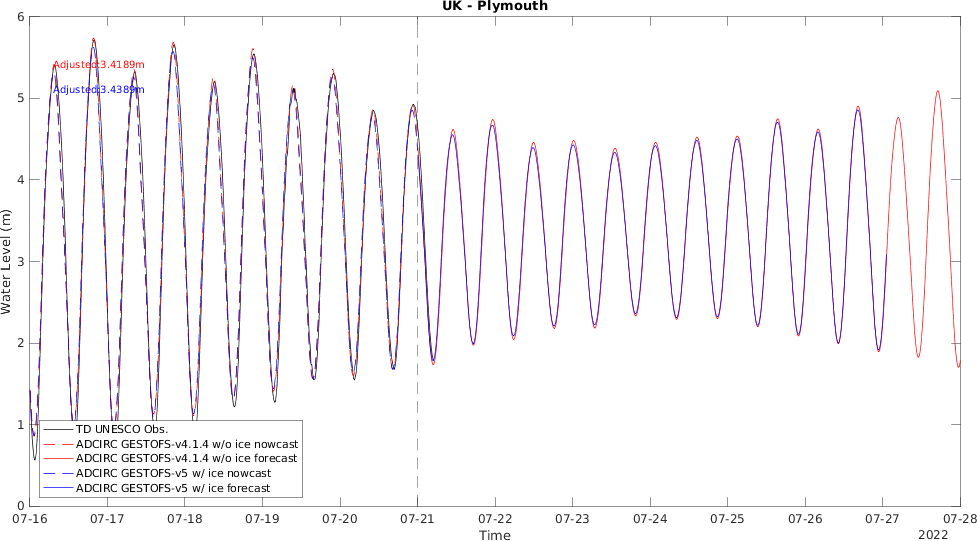 UK - Plymouth
6
Adjusted:3.4189m
5
Adjusted:3.4389m
4
Water Level (m)
3
2
1
TD UNESCO Obs.
ADCIRC GESTOFS-v4.1.4 w/o ice nowcast
ADCIRC GESTOFS-v4.1.4 w/o ice forecast
ADCIRC GESTOFS-v5 w/ ice nowcast
ADCIRC GESTOFS-v5 w/ ice forecast
0
07-16 07-17 07-18 07-19 07-20 07-21 07-22 07-23 07-24 07-25 07-26 07-27 07-28
Time
2022